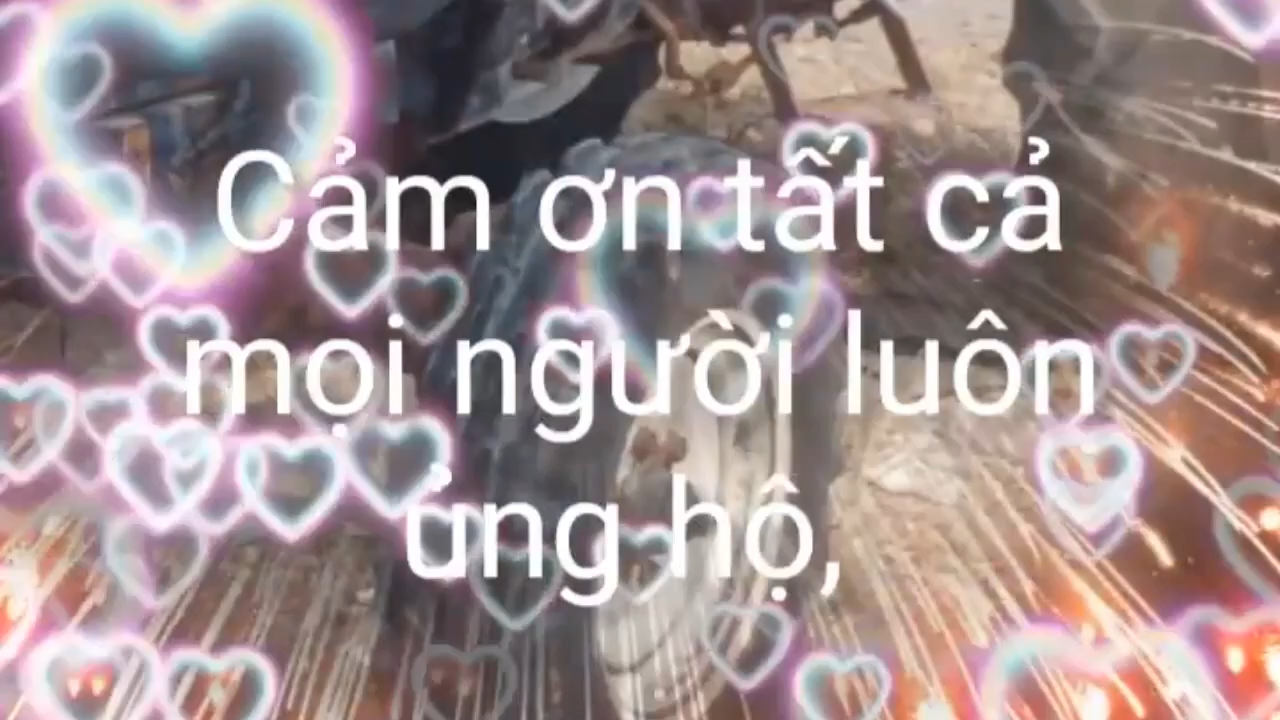 Cảm ơn tất cả
mọi người luôn
ủng hộ,